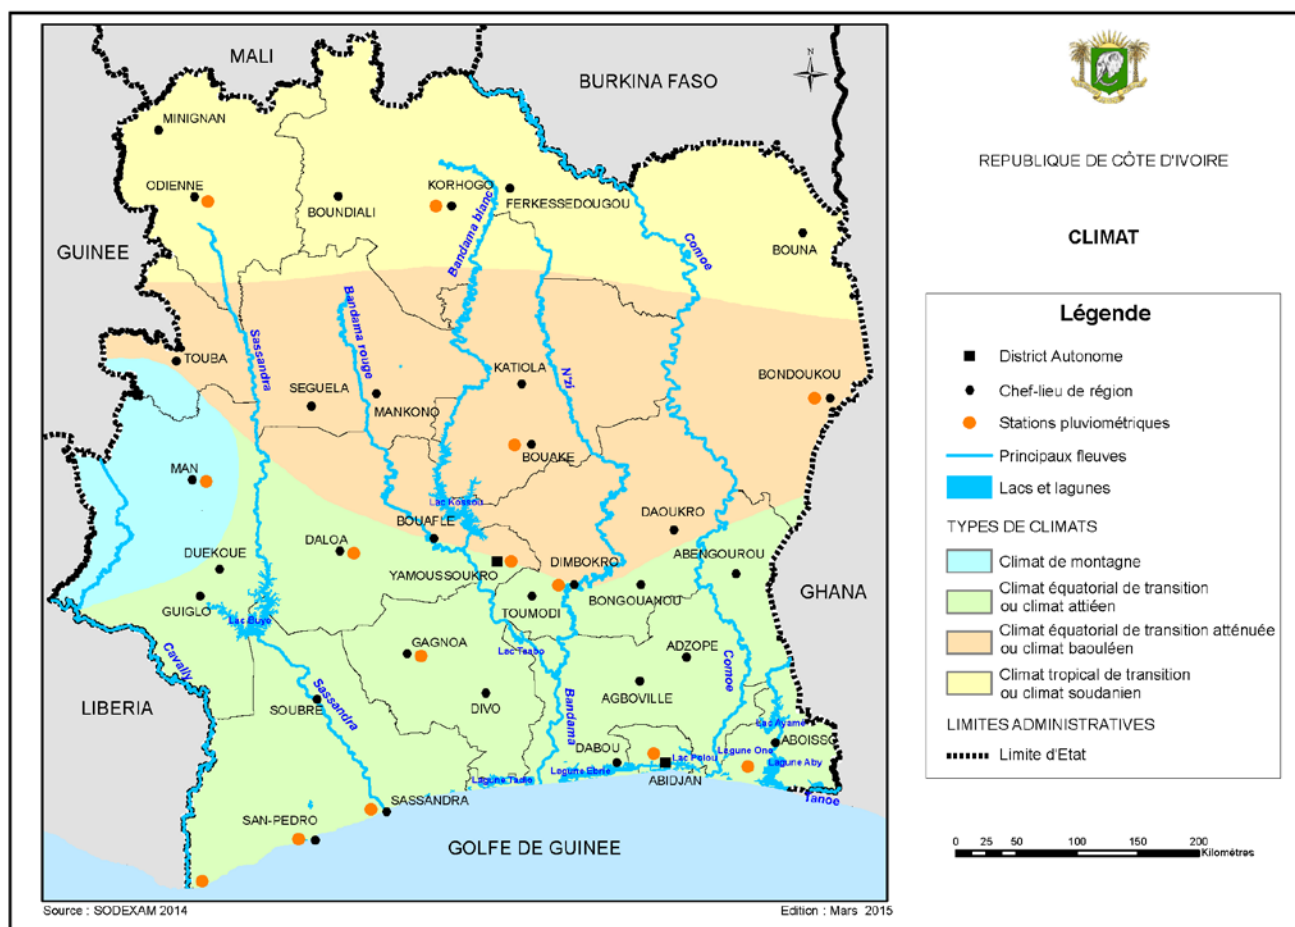 MALI
BURKINA FASO
MINIGNAN
ODIENNE
BOUNDIALI
KORHOGO
FERKESSEDOUGOU
Bandama blanc
Comoe
BOUNA
GUINEE
Sassandra
Bandama rouge
TOUBA
SEGUELA
MANKONO
KATIOLA
N'zi
BONDOUKOU
BOUAKE
MAN
Lac Kossou
BOUAFLE
DAOUKRO
DALOA
DUEKOUE
YAMOUSSOUKRO
DIMBOKRO
ABENGOUROU
GHANA
GUIGLO
Lac Buyo
TOUMODI
BONGOUANOU
GAGNOA
Lac Taabo
ADZOPE
Cavally
Sassandra
Comoe
LIBERIA
SOUBRE
DIVO
Bandama
AGBOVILLE
Lac Ayame
DABOU
ABOISSO
Lagune Ono
Lac Polou
Lagune Aby
Lagune Ebrie
Lagune Tadio
ABIDJAN
Tanoe
SASSANDRA
SAN-PEDRO
GOLFE DE GUINEE
N
Source : SODEXAM 2014
Edition : Mars 2015
REPUBLIQUE DE CÔTE D'IVOIRE
CLIMAT
Légende
District Autonome
Chef-lieu de région
Stations pluviométriques
Principaux fleuves
Lacs et lagunes
TYPES DE CLIMATS
Climat de montagne
Climat équatorial de transition
ou climat attiéen
Climat équatorial de transition atténuée
ou climat baouléen
Climat tropical de transition
ou climat soudanien
LIMITES ADMINISTRATIVES
Limite d'Etat
0 25 50 100 150 200
Kilométres